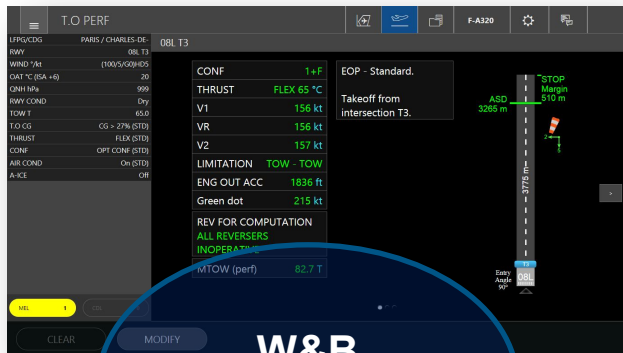 T.O PERF
F-A320
LFPG/CDG PARIS / CHARLES-DE-
RWY 08L T3
WIND °/kt (100/5/G0)HD5
OAT °C (ISA +6) 20
QNH hPa 999
RWY COND Dry
TOW T 65.0
T.O CG CG > 27% (STD)
THRUST FLEX (STD)
CONF OPT CONF (STD)
AIR COND On (STD)
A-ICE Off
MEL 1
CLEAR MODIFY
08L T3
CONF 1+F
THRUST FLEX 65 °C
V1 156 kt
VR 156 kt
V2 157 kt
LIMITATION TOW - TOW
ENG OUT ACC 1836 ft
Green dot 215 kt
REV FOR COMPUTATION
ALL REVERSERS
INOPERATIVE
MTOW (perf) 82.7 T
EOP - Standard.
Takeoff from
intersection T3.
STOP
Margin
510 m
ASD
3265 m
2
5
3775 m
T3
Entry
Angle
90°
08L
W&B